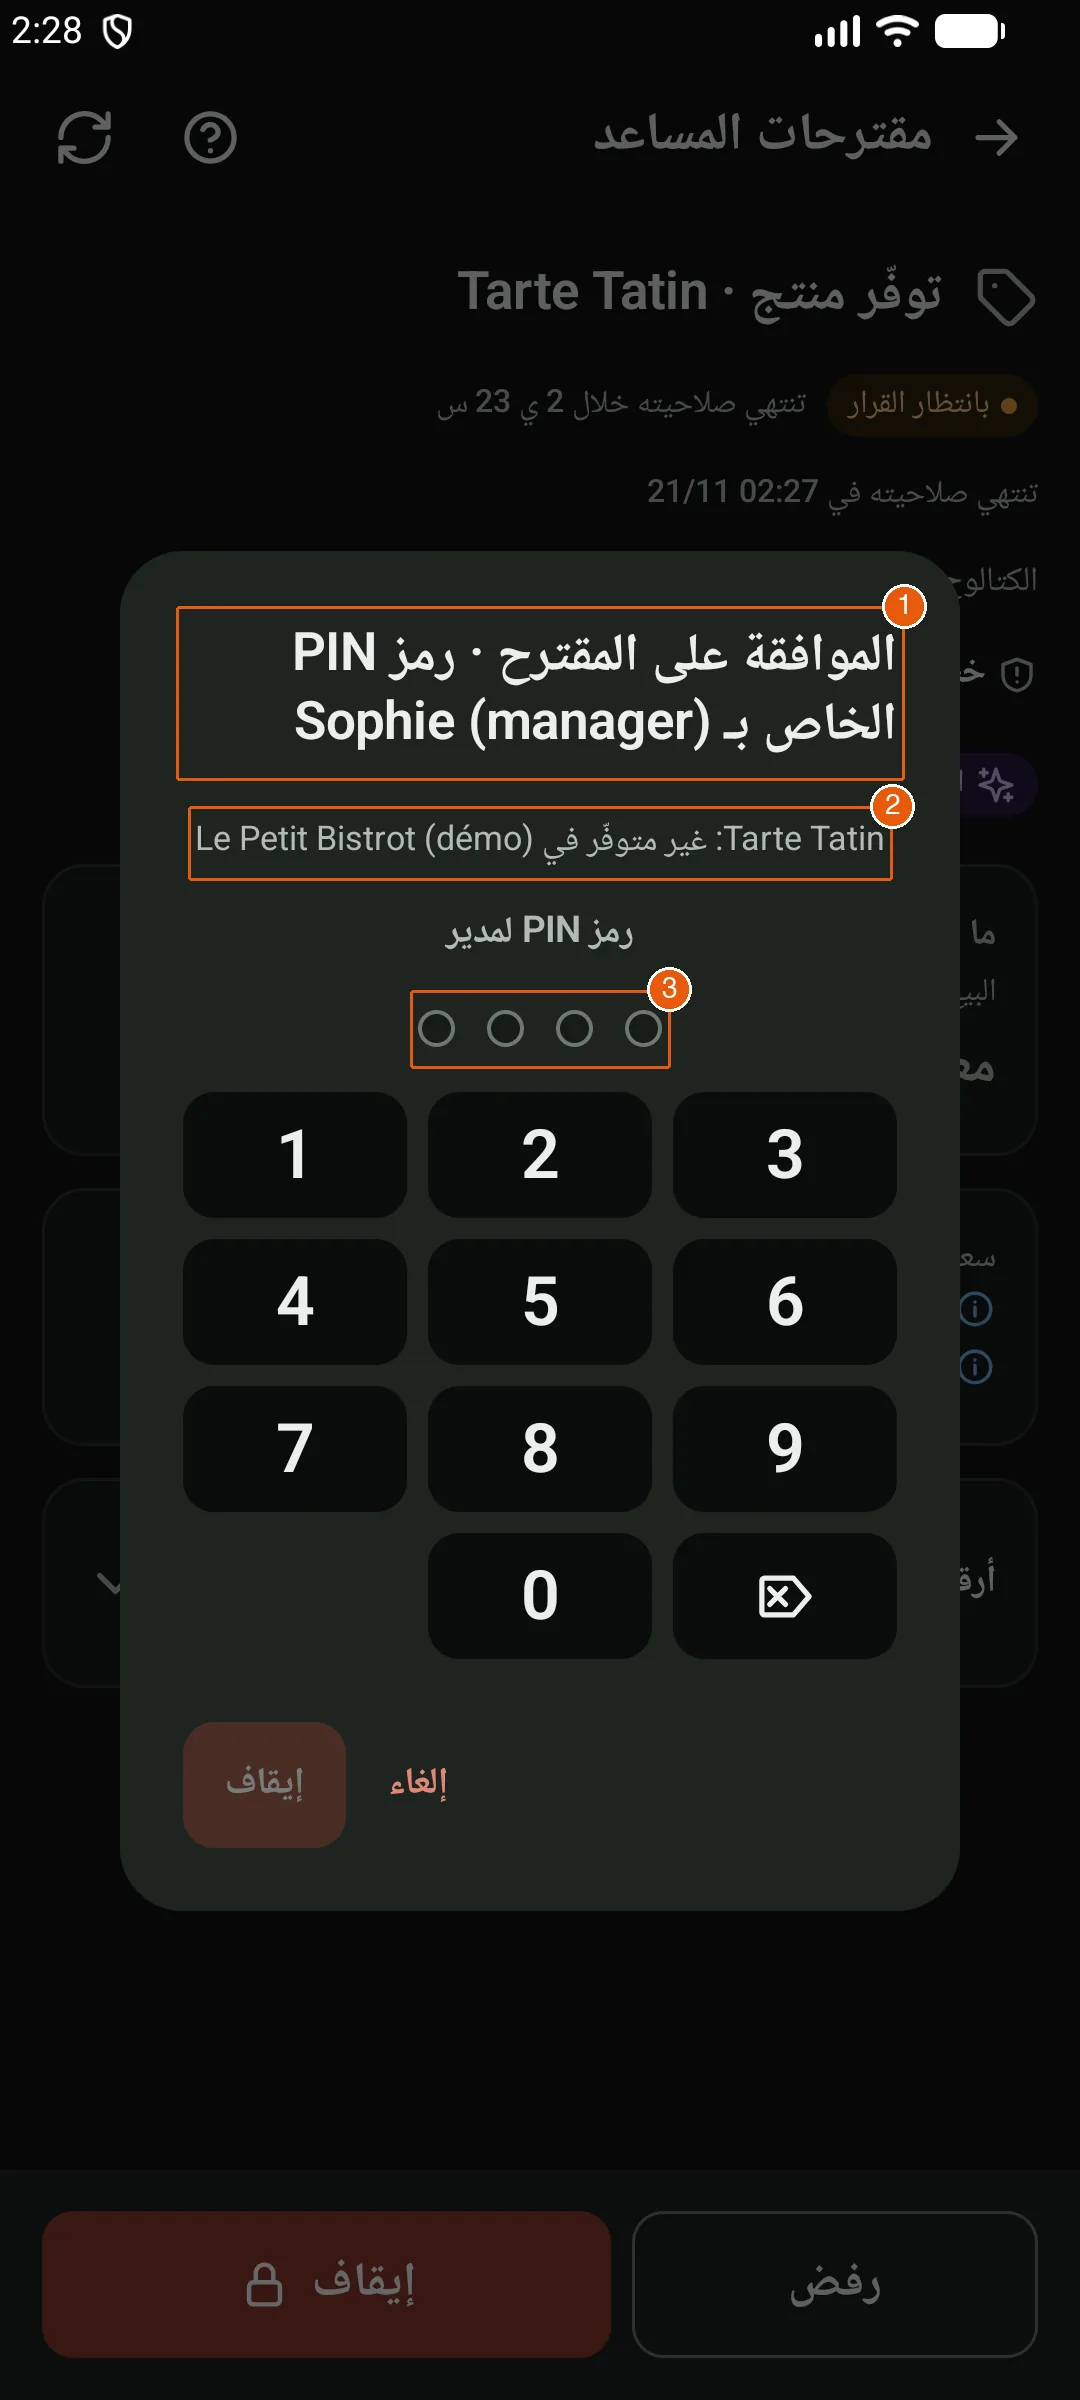 2:28
مقترحات المساعد
توفّر منتج · Tarte Tatin
بانتظار القرار
تنتهي صلاحيته خلال 2 ي 23 س
تنتهي صلاحيته في 21/11 02:27
الكتالوج
1
الموافقة على المقترح · رمز PIN
الخاص بـ Sophie (manager)
2
Tarte Tatin: غير متوفّر في Le Petit Bistrot (démo)
رمز PIN لمدير
ما
3
1 2 3
4 5 6
7 8 9
0
إلغاء
إيقاف
رفض
إيقاف